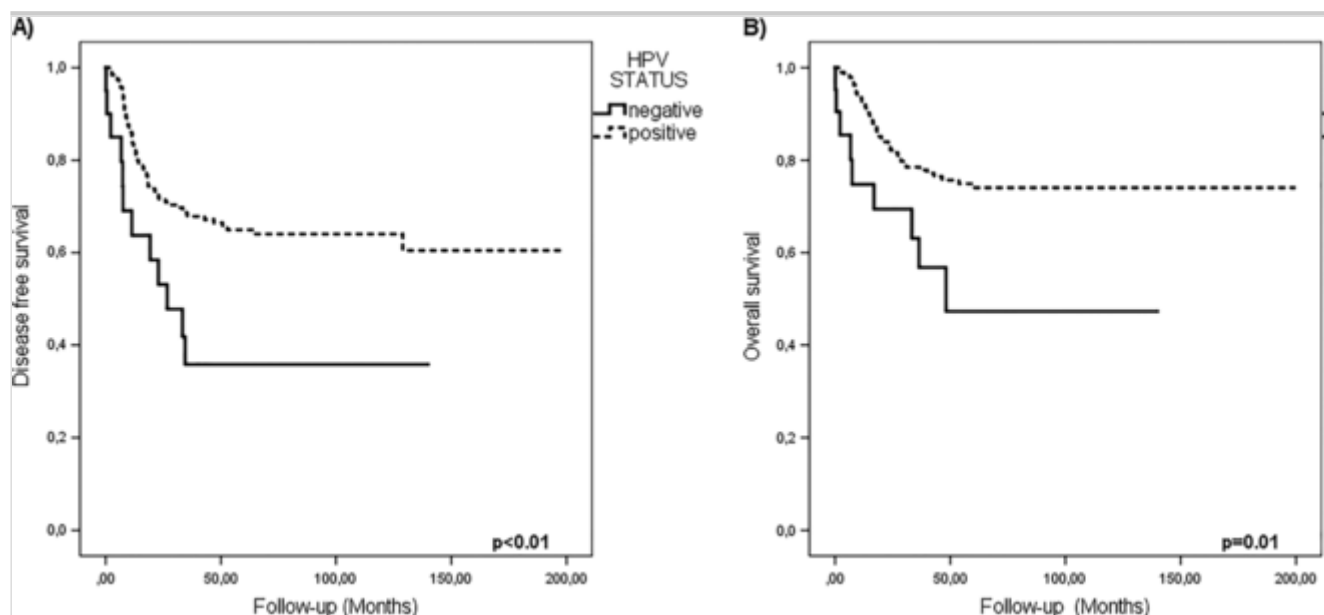 A)
HPV
STATUS
negative
positive
1,0
0,8
0,6
0,4
0,2
0,0
Disease free survival
p<0.01
,00 50,00 100,00 150,00 200,00
Follow-up (Months)
B)
1,0
0,8
0,6
0,4
0,2
0,0
Overall survival
p=0.01
,00 50,00 100,00 150,00 200,00
Follow-up (Months)